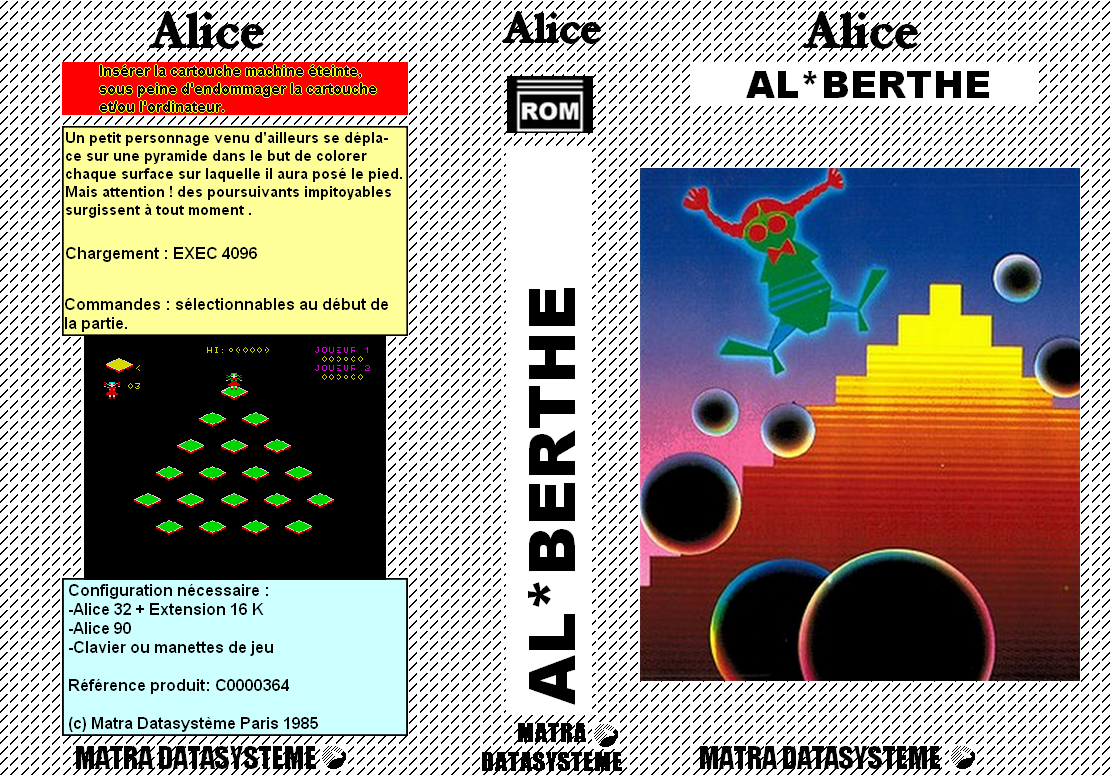 Alice
Insérer la cartouche machine éteinte,
sous peine d'endommager la cartouche
et/ou l'ordinateur.
Un petit personnage venu d'ailleurs se dépla-
ce sur une pyramide dans le but de colorer
chaque surface sur laquelle il aura posé le pied.
Mais attention ! des poursuivants impitoyables
surgissent à tout moment .
Chargement : EXEC 4096
Commandes : sélectionnables au début de
la partie.
HI:000000
JOUEUR 1
000000
JOUEUR 2
000000
03
Configuration nécessaire :
-Alice 32 + Extension 16 K
-Alice 90
-Clavier ou manettes de jeu
Référence produit: C0000364
(c) Matra Datasystème Paris 1985
MATRA DATASYSTEME
Alice
ROM
AL*BERTHE
MATRA
DATASYSTEME
Alice
AL*BERTHE
MATRA DATASYSTEME